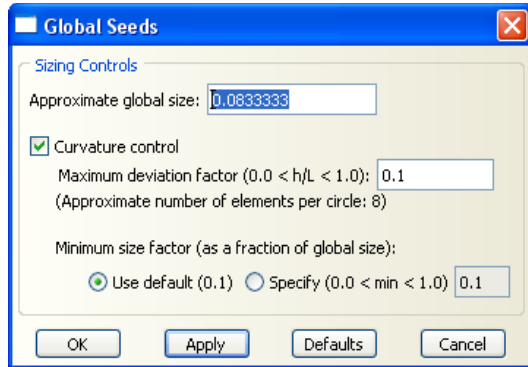 Global Seeds
Sizing Controls
Approximate global size: 0.0833333
Curvature control
Maximum deviation factor (0.0 < h/L < 1.0): 0.1
(Approximate number of elements per circle: 8)
Minimum size factor (as a fraction of global size):
Use default (0.1) Specify (0.0 < min < 1.0) 0.1
OK Apply Defaults Cancel